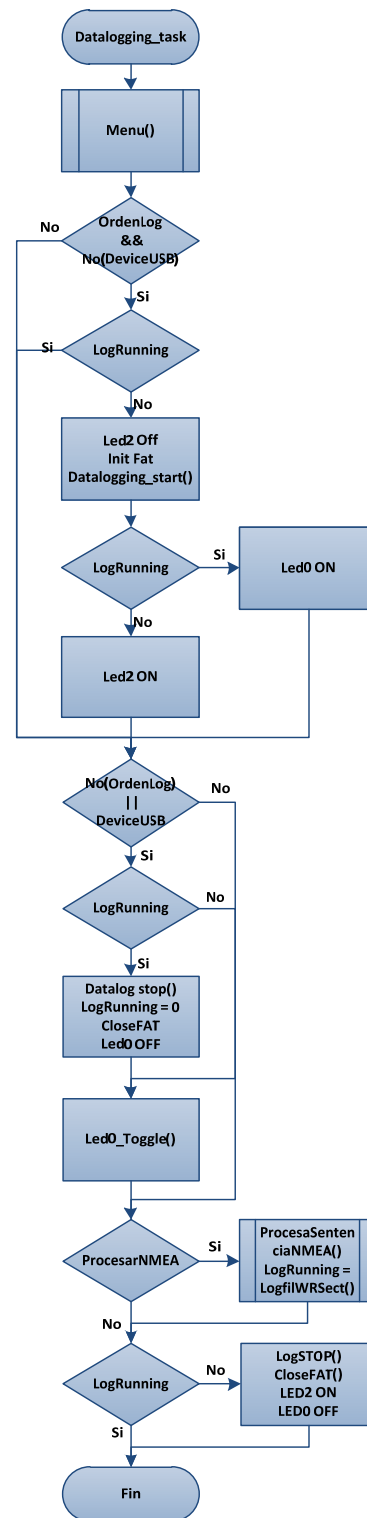 Datalogging_task
Menu()
No
OrdenLog
&&
No(DeviceUSB)
Si
Si
LogRunning
No
Led2 Off
Init Fat
Datalogging_start()
LogRunning
Si
Led0 ON
No
Led2 ON
No(OrdenLog)
||
DeviceUSB
No
Si
LogRunning
No
Si
Datalog stop()
LogRunning = 0
CloseFAT
Led0 OFF
Led0_Toggle()
ProcesarNMEA
Si
ProcesaSenten
ciaNMEA()
LogRunning =
LogfilWRSect()
No
LogRunning
No
LogSTOP()
CloseFAT()
LED2 ON
LED0 OFF
Si
Fin